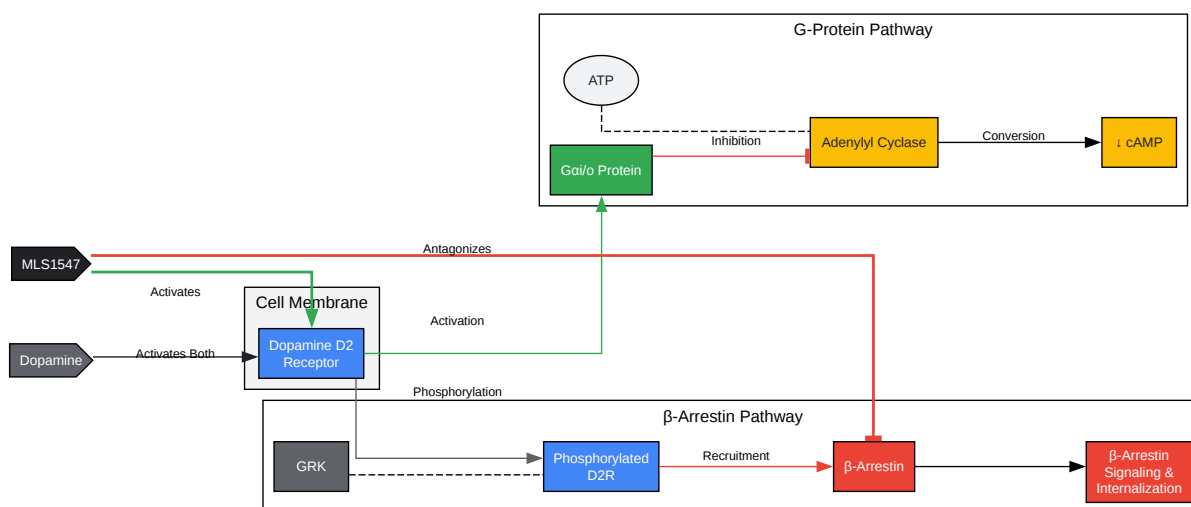 G-Protein Pathway
ATP
Inhibition
Adenylyl Cyclase
Conversion
↓ cAMP
Gαi/o Protein
Antagonizes
MLS1547
Activates
Cell Membrane
Activation
Dopamine
Activates Both
Dopamine D2
Receptor
Phosphorylation
β-Arrestin Pathway
GRK
Phosphorylated
D2R
Recruitment
β-Arrestin
β-Arrestin
Signaling &
Internalization